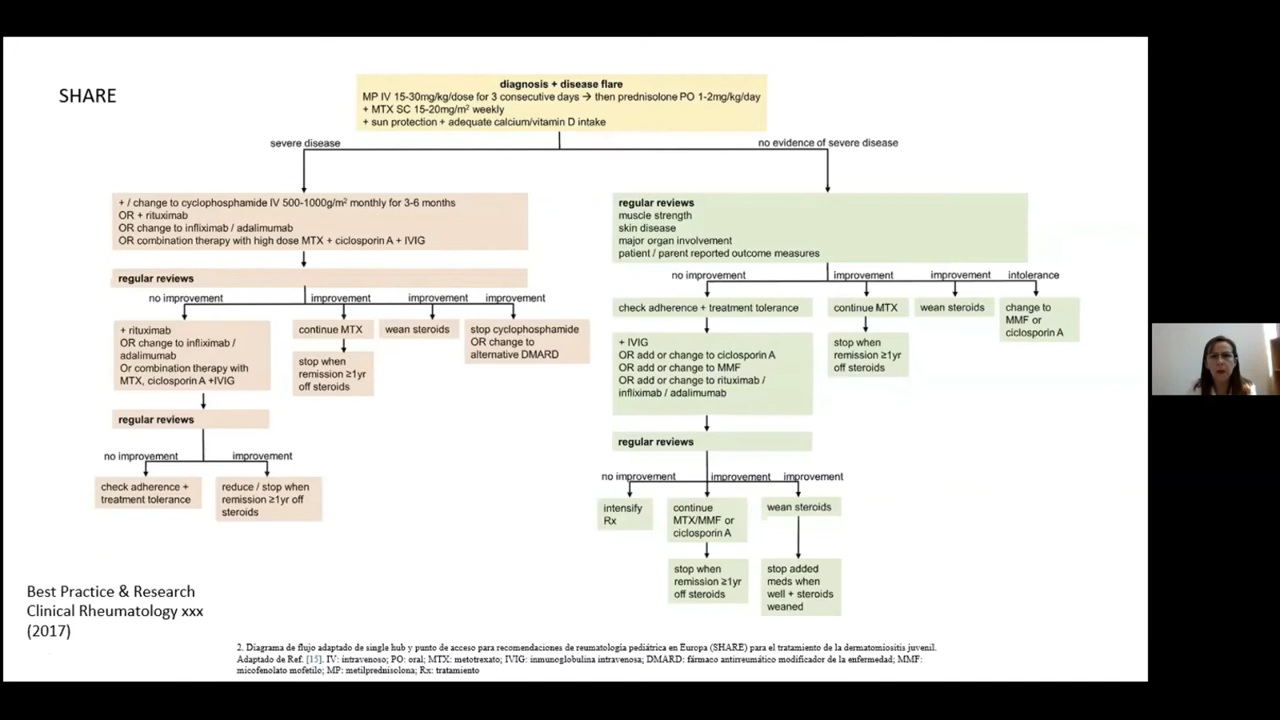 SHARE
diagnosis + disease flare
MP IV 15-30mg/kg/dose for 3 consecutive days → then prednisolone PO 1-2mg/kg/day
+ MTX SC 15-20mg/m² weekly
+ sun protection + adequate calcium/vitamin D intake
severe disease
no evidence of severe disease
+ / change to cyclophosphamide IV 500-1000g/m² monthly for 3-6 months
OR + rituximab
OR change to infliximab / adalimumab
OR combination therapy with high dose MTX + ciclosporin A + IVIG
regular reviews
no improvement
improvement
improvement
improvement
+ rituximab
OR change to infliximab /
adalimumab
Or combination therapy with
MTX, ciclosporin A +IVIG
continue MTX
stop when
remission ≥1yr
off steroids
wean steroids
stop cyclophosphamide
OR change to
alternative DMARD
regular reviews
no improvement
improvement
check adherence +
treatment tolerance
reduce / stop when
remission ≥1yr off
steroids
regular reviews
muscle strength
skin disease
major organ involvement
patient / parent reported outcome measures
no improvement
improvement
improvement
intolerance
check adherence + treatment tolerance
continue MTX
wean steroids
change to
MMF or
ciclosporin A
+ IVIG
OR add or change to ciclosporin A
OR add or change to MMF
OR add or change to rituximab /
infliximab / adalimumab
stop when
remission ≥1yr
off steroids
regular reviews
no improvement
improvement
improvement
intensify
Rx
continue
MTX/MMF or
ciclosporin A
wean steroids
stop when
remission ≥1yr
off steroids
stop added
meds when
well + steroids
weaned
Best Practice & Research
Clinical Rheumatology xxx
(2017)
2. Diagrama de flujo adaptado de single hub y punto de acceso para recomendaciones de reumatología pediátrica en Europa (SHARE) para el tratamiento de la dermatomiositis juvenil.
Adaptado de Ref. [15]. IV: intravenoso; PO: oral; MTX: metotrexato; IVIG: inmunoglobulina intravenosa; DMARD: fármaco antirreumático modificador de la enfermedad; MMF:
micofenolato mofetilo; MP: metilprednisolona; Rx: tratamiento